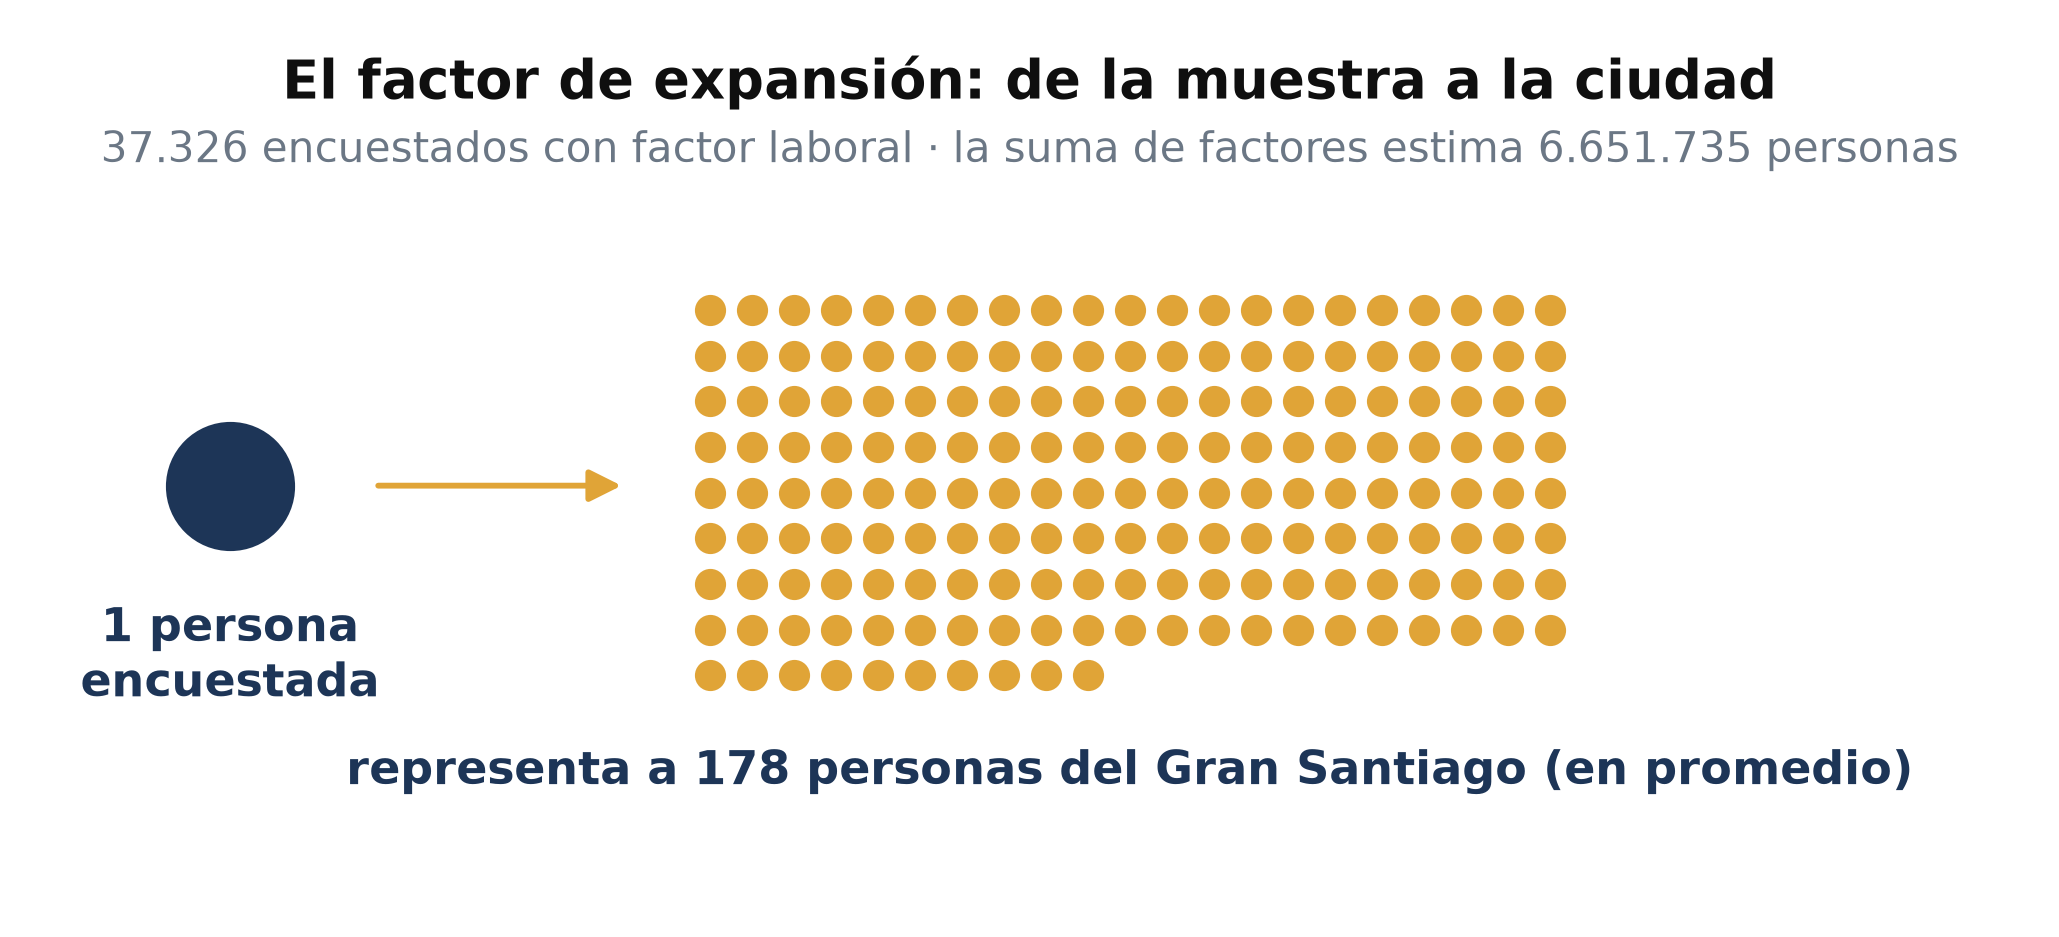 El factor de expansión: de la muestra a la ciudad
37.326 encuestados con factor laboral · la suma de factores estima 6.651.735 personas
1 persona
encuestada
representa a 178 personas del Gran Santiago (en promedio)